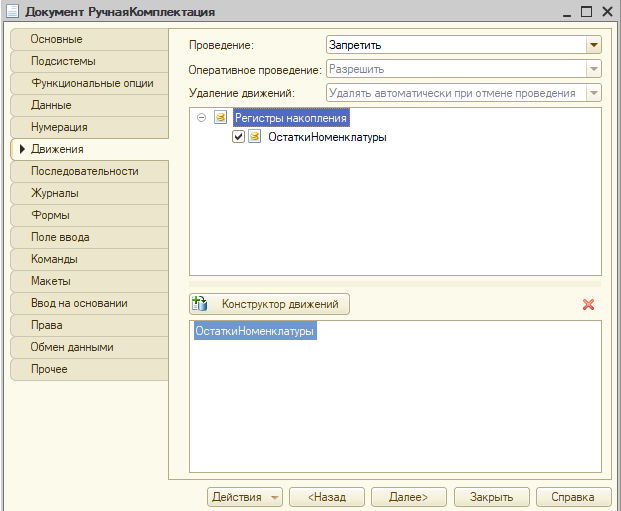 Документ РучнаяКомплектация
Основные
Подсистемы
Функциональные опции
Данные
Нумерация
Движения
Последовательности
Журналы
Формы
Поле ввода
Команды
Макеты
Ввод на основании
Права
Обмен данными
Прочее
Проведение: Запретить
Оперативное проведение: Разрешить
Удаление движений: Удалять автоматически при отмене проведения
Регистры накопления
ОстаткиНоменклатуры
Конструктор движений
ОстаткиНоменклатуры
Действия <Назад Далее> Закрыть Справка